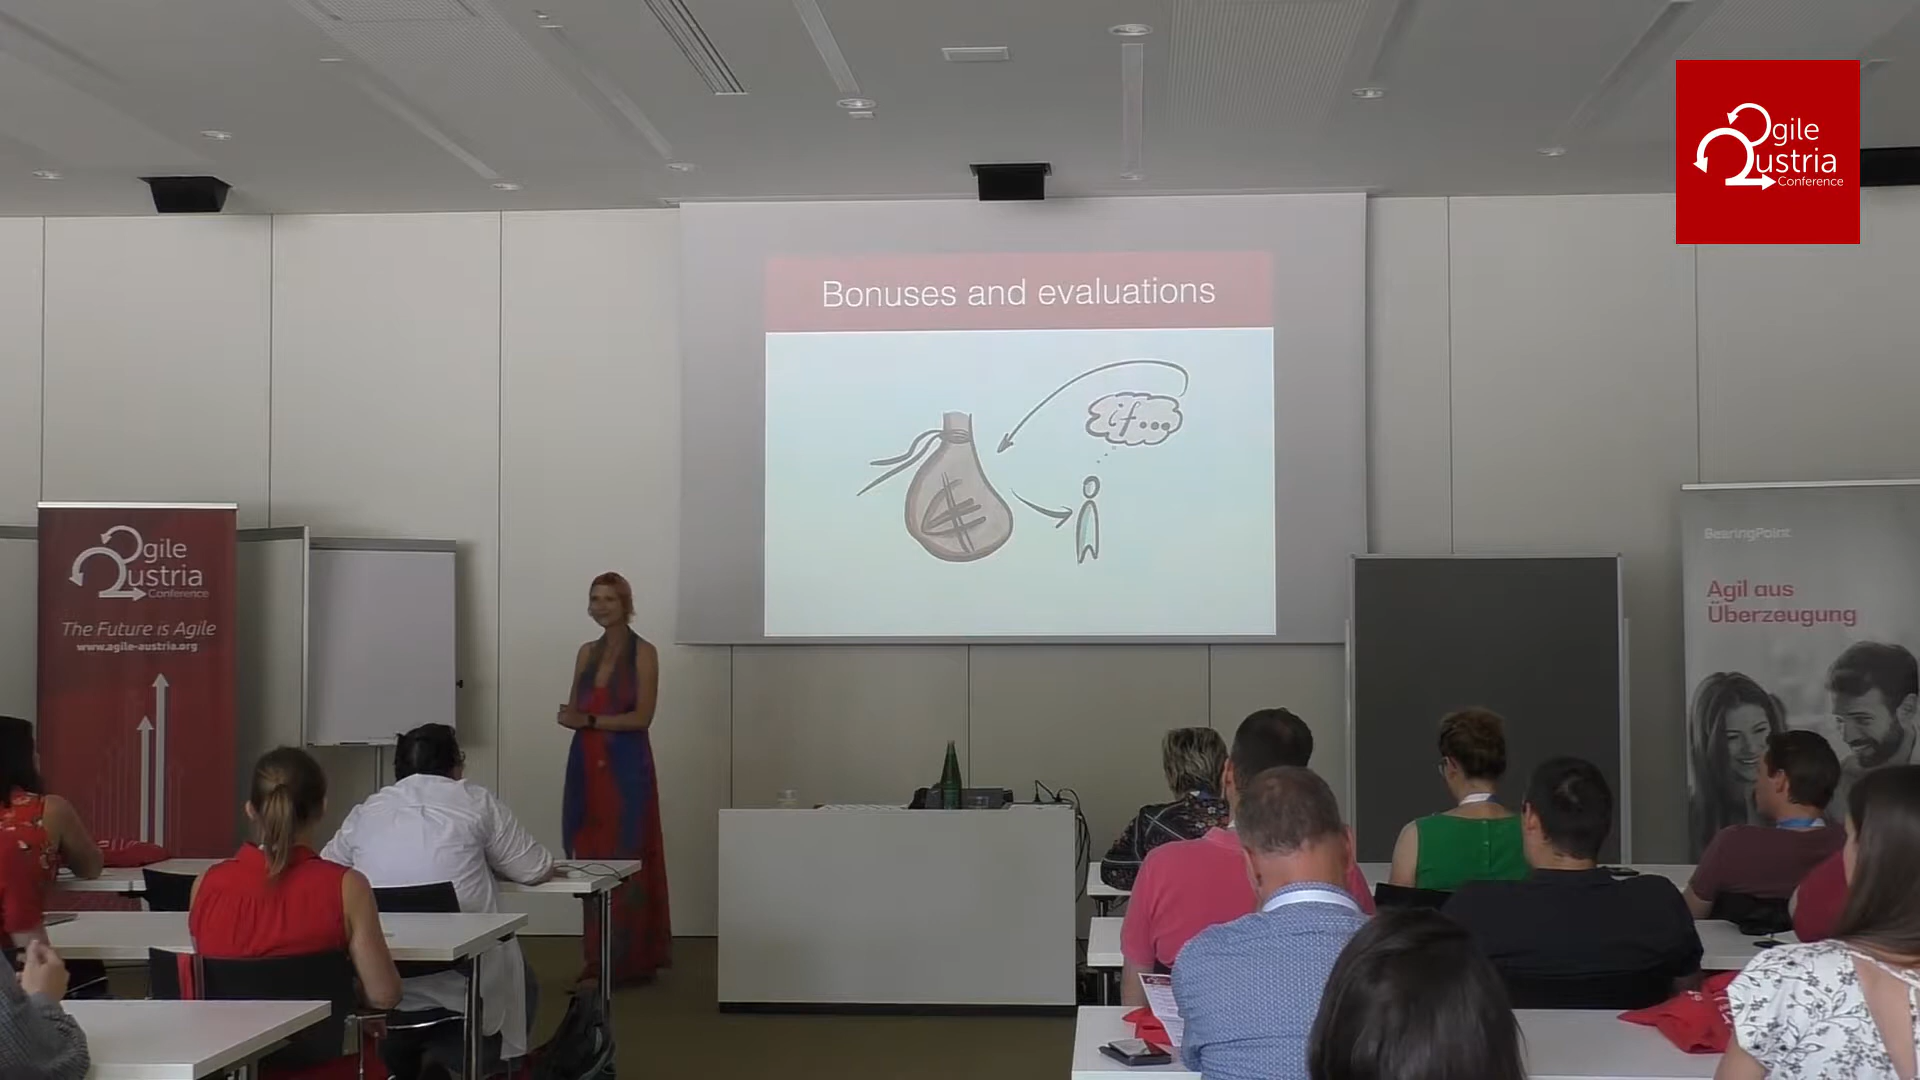 Agile
Austria
Conference
Bonuses and evaluations
if...
Agile
Austria
Conference
The Future is Agile
www.agile-austria.org
BearingPoint
Agil aus
Überzeugung